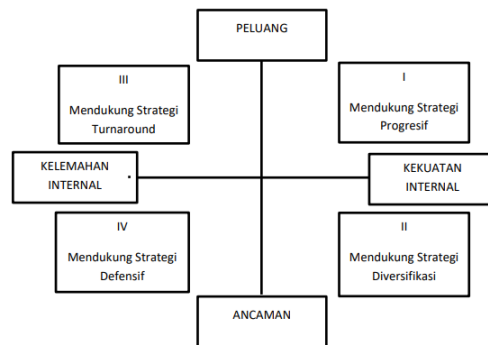 PELUANG
III
Mendukung Strategi
Turnaround
I
Mendukung Strategi
Progresif
KELEMAHAN
INTERNAL
KEKUATAN
INTERNAL
IV
Mendukung Strategi
Defensif
II
Mendukung Strategi
Diversifikasi
ANCAMAN